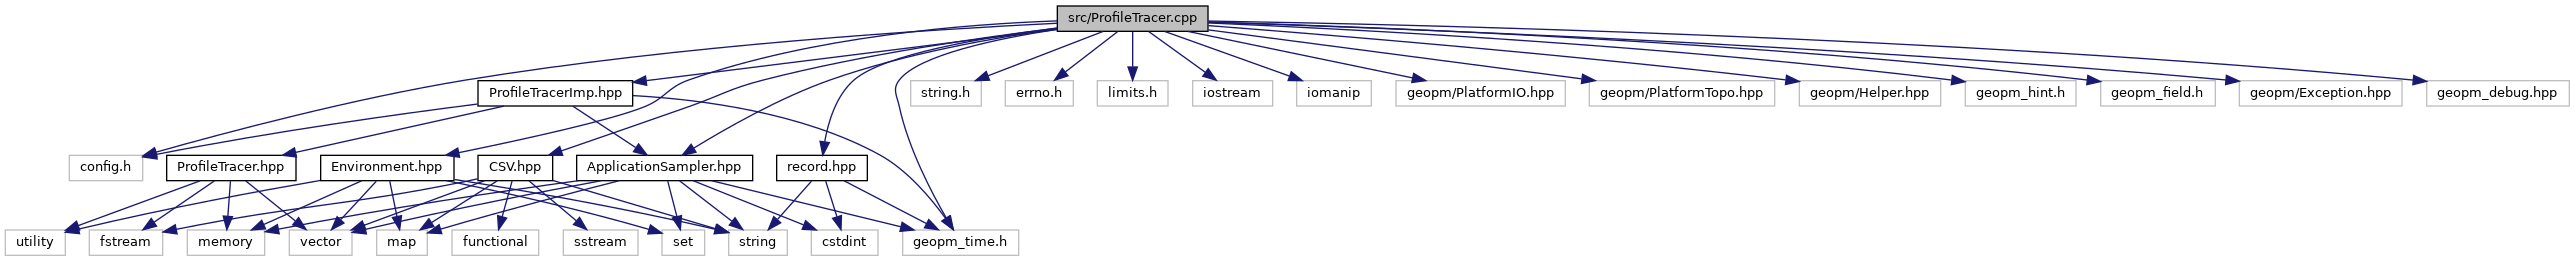 src/ProfileTracer.cpp
ProfileTracerImp.hpp
string.h
errno.h
limits.h
iostream
iomanip
geopm/PlatformIO.hpp
geopm/PlatformTopo.hpp
geopm/Helper.hpp
geopm_hint.h
geopm_field.h
geopm/Exception.hpp
geopm_debug.hpp
config.h
ProfileTracer.hpp
Environment.hpp
CSV.hpp
ApplicationSampler.hpp
record.hpp
utility
fstream
memory
vector
map
functional
sstream
set
string
cstdint
geopm_time.h